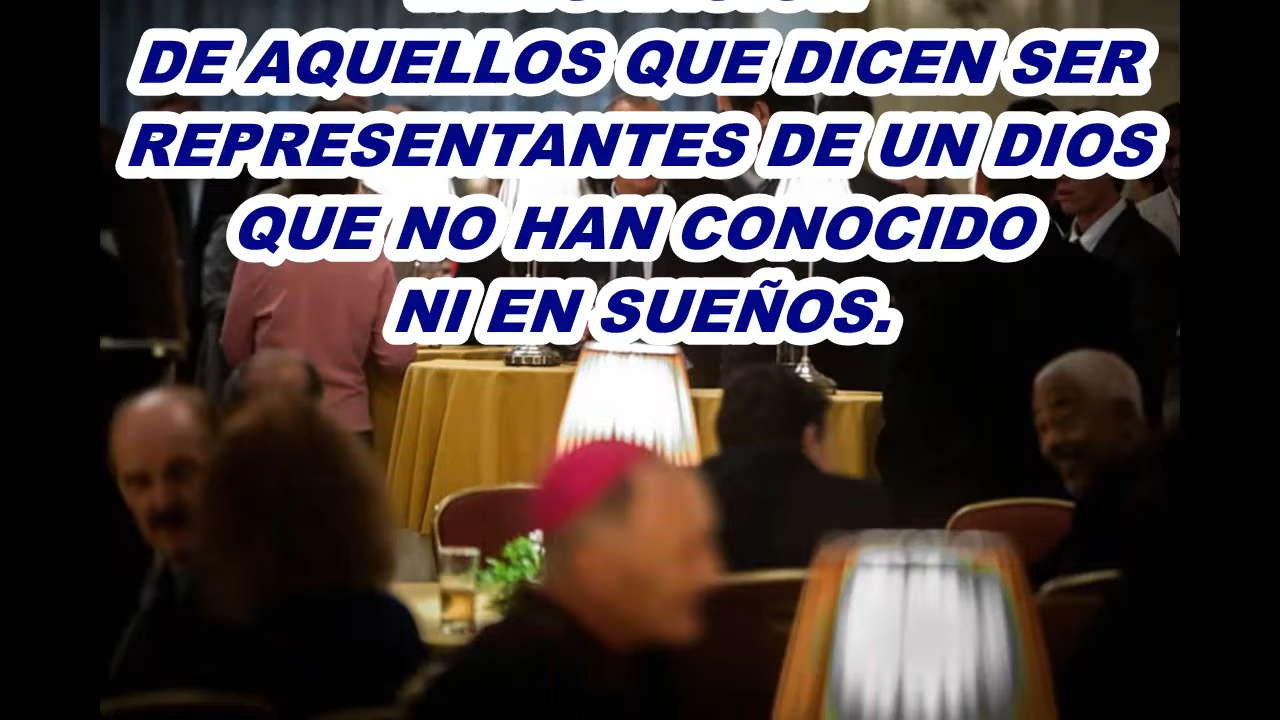 DE AQUELLOS QUE DICEN SER
REPRESENTANTES DE UN DIOS
QUE NO HAN CONOCIDO
NI EN SUEÑOS.